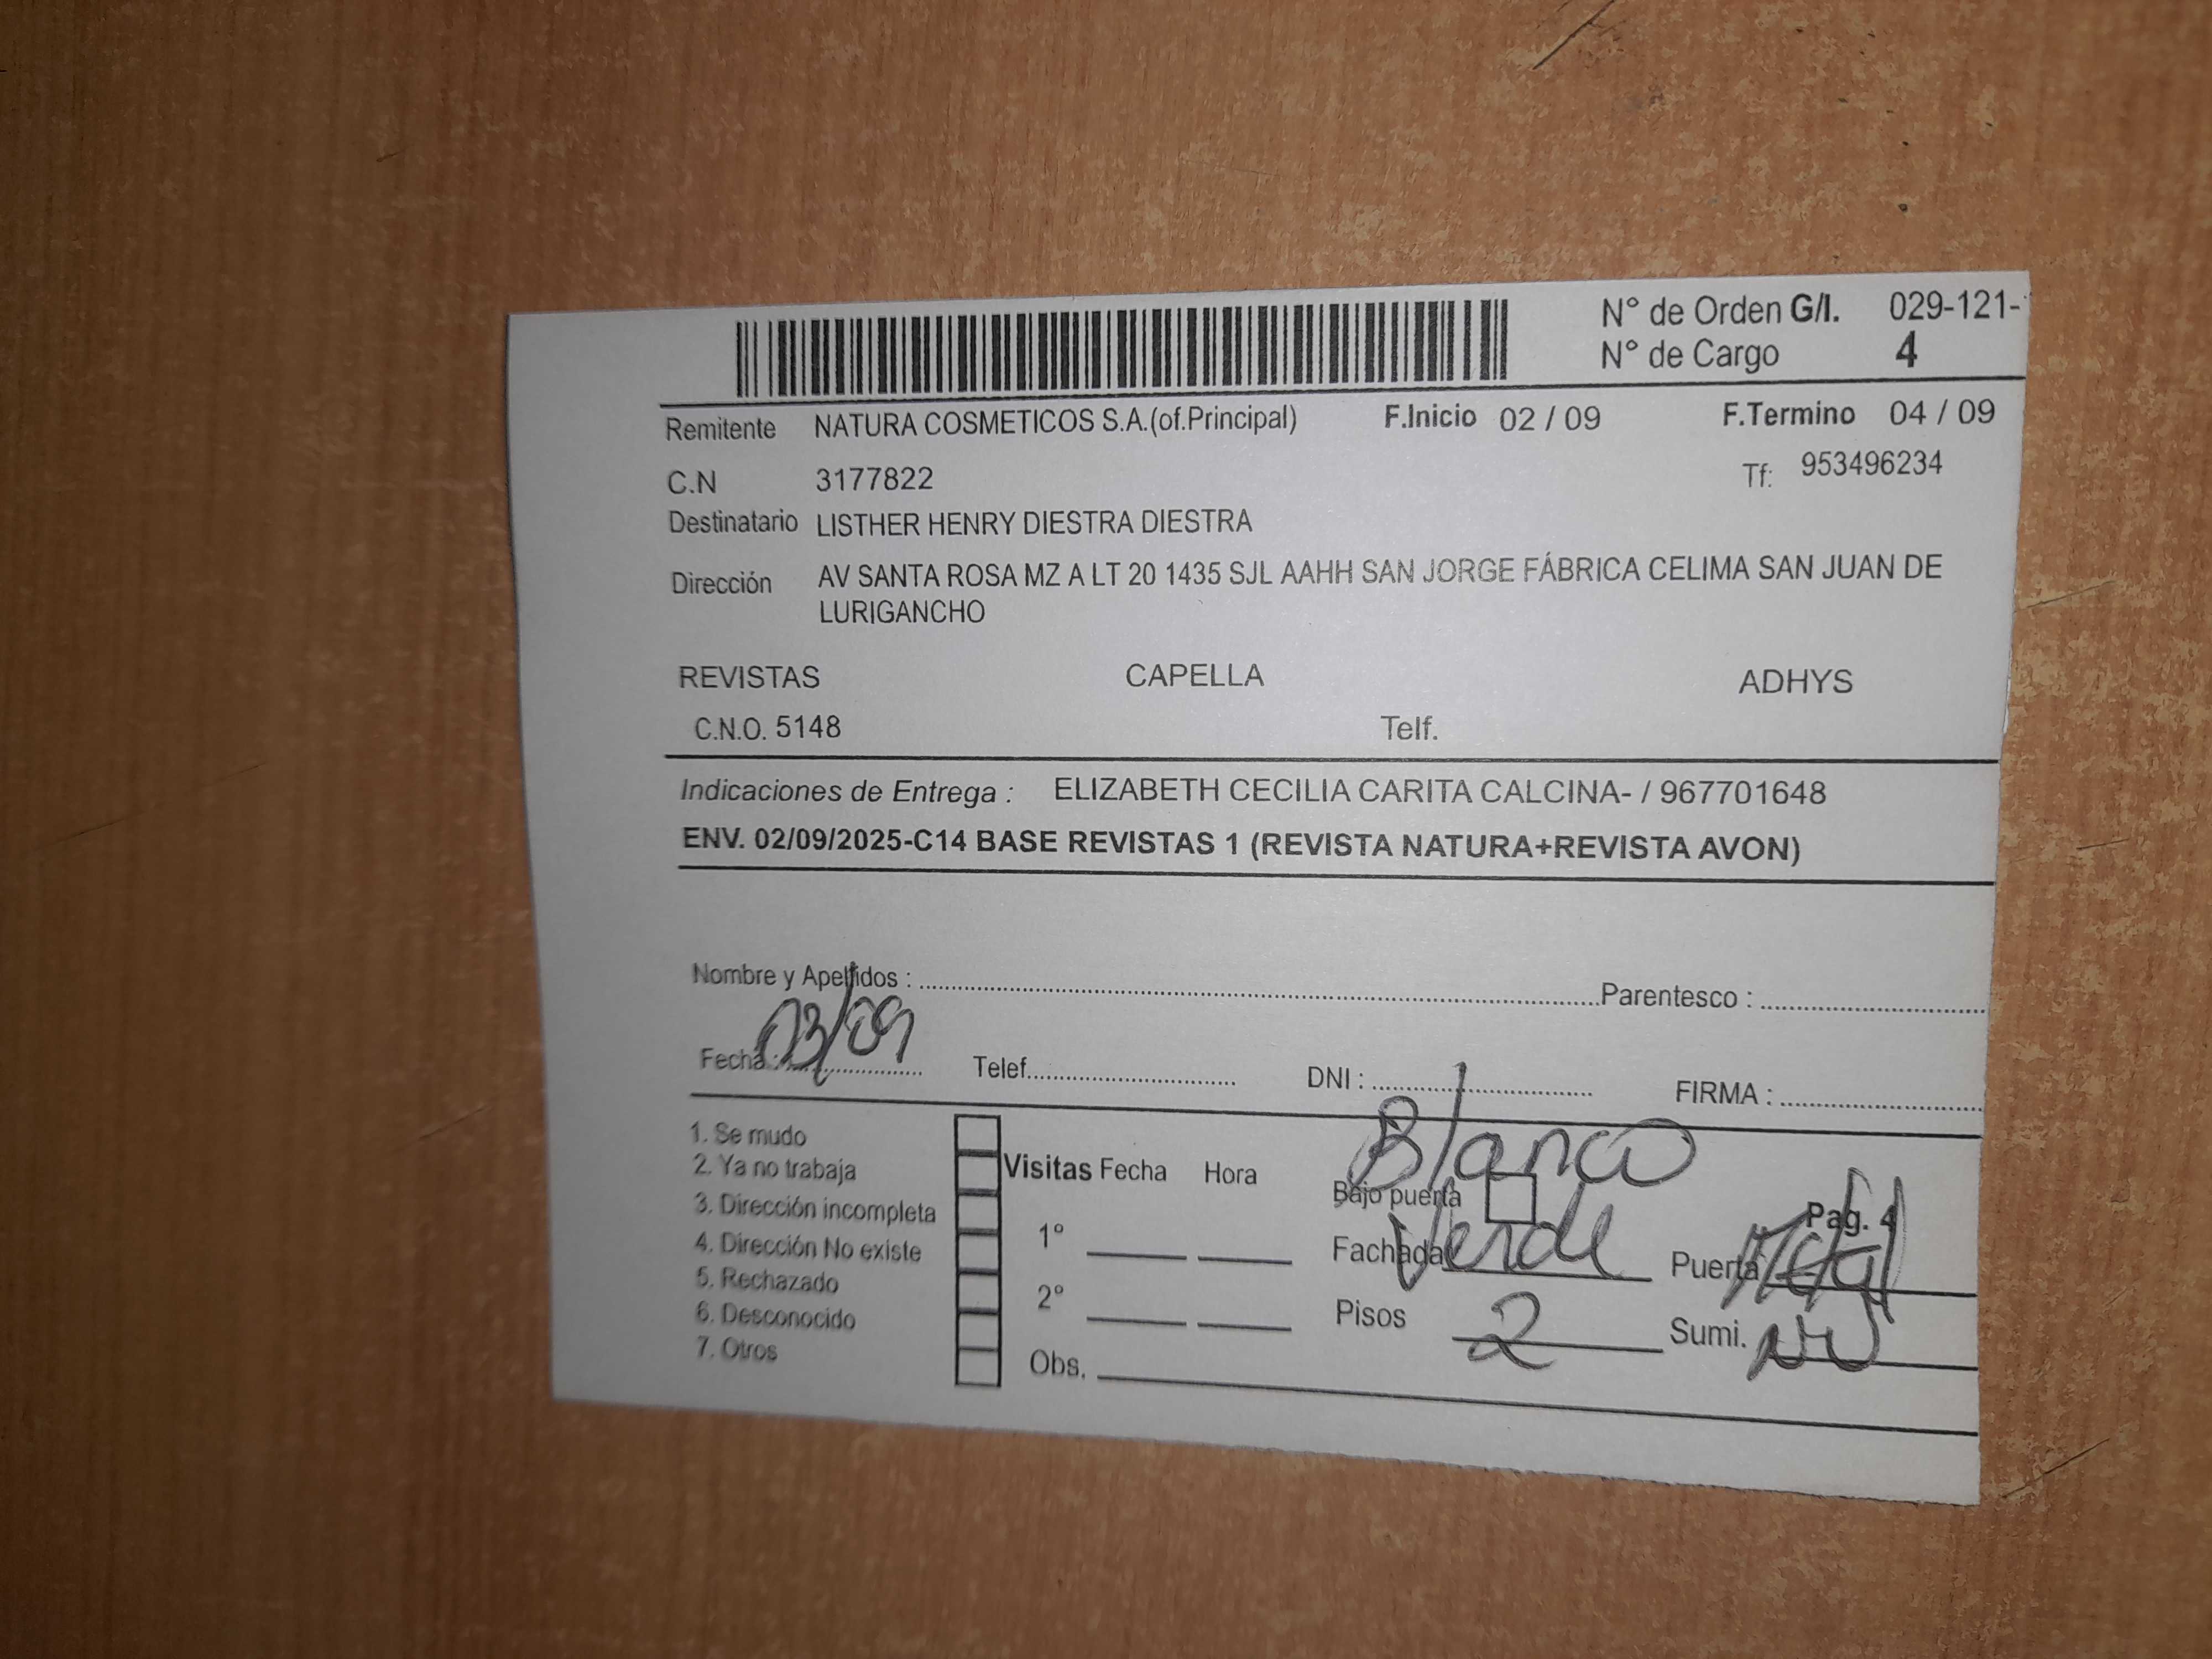 N° de Orden G/I. 029-121-
N° de Cargo 4
Remitente NATURA COSMETICOS S.A.(of.Principal) F.Inicio 02 / 09 F.Termino 04 / 09
C.N 3177822 Tf: 953496234
Destinatario LISTHER HENRY DIESTRA DIESTRA
Dirección AV SANTA ROSA MZ A LT 20 1435 SJL AAHH SAN JORGE FÁBRICA CELIMA SAN JUAN DE
LURIGANCHO
REVISTAS CAPELLA ADHYS
C.N.O. 5148 Telf.
Indicaciones de Entrega : ELIZABETH CECILIA CARITA CALCINA- / 967701648
ENV. 02/09/2025-C14 BASE REVISTAS 1 (REVISTA NATURA+REVISTA AVON)
Nombre y Apellidos : Parentesco :
Fecha : 03/09 Telef. DNI : FIRMA :
1. Se mudo
2. Ya no trabaja
3. Dirección incompleta
4. Dirección No existe
5. Rechazado
6. Desconocido
7. Otros
Visitas Fecha Hora
1°
2°
Obs.
Blanco
Bajo puerta Pag. 4
Fachada Verde Puerta Metal
Pisos 2 Sumi.